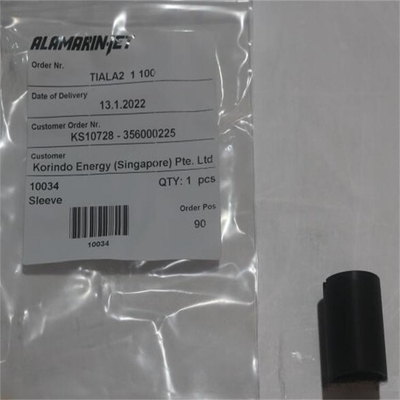 ALAMARINJET
Order Nr.
TIALA2 1 100
Date of Delivery
13.1.2022
Customer Order Nr.
KS10728 - 356000225
Customer
Korindo Energy (Singapore) Pte. Ltd
10034 QTY: 1 pcs
Sleeve
Order Pos
90
10034